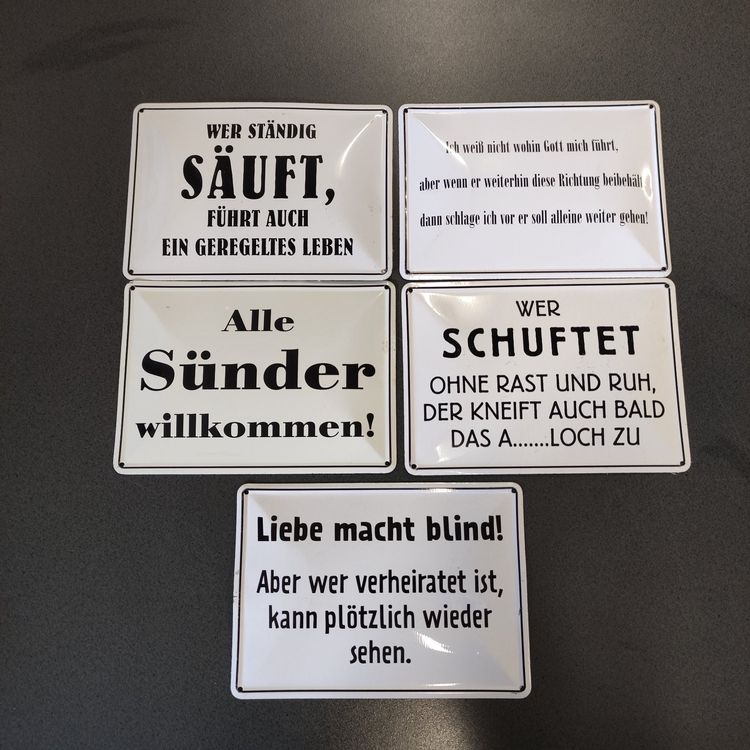 WER STÄNDIG
SÄUFT,
FÜHRT AUCH
EIN GEREGELTES LEBEN
Ich weiß nicht wohin Gott mich führt,
aber wenn er weiterhin diese Richtung beibehält
dann schlage ich vor er soll alleine weiter gehen!
Alle
Sünder
willkommen!
WER
SCHUFTET
OHNE RAST UND RUH,
DER KNEIFT AUCH BALD
DAS A.......LOCH ZU
Liebe macht blind!
Aber wer verheiratet ist,
kann plötzlich wieder
sehen.